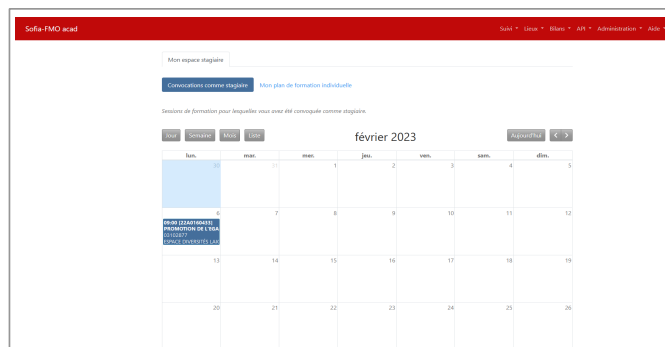 Sofia-FMO acad
Suivi Lieux Bilans API Administration Aide
Mon espace stagiaire
Convocations comme stagiaire Mon plan de formation individuelle
Sessions de formation pour lesquelles vous avez été convoquée comme stagiaire.
Jour Semaine Mois Liste février 2023 Aujourd'hui
lun. mar. mer. jeu. ven. sam. dim.
30 31 1 2 3 4 5
6 7 8 9 10 11 12
09:00 [22A0160433]
PROMOTION DE L'EGA
03102877
ESPACE DIVERSITÉS LAÏ
13 14 15 16 17 18 19
20 21 22 23 24 25 26